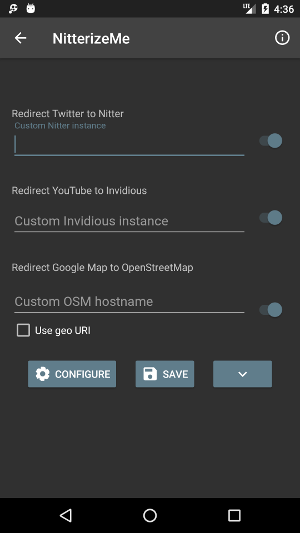 LTE 4:36
NitterizeMe
Redirect Twitter to Nitter
Custom Nitter instance
Redirect YouTube to Invidious
Custom Invidious instance
Redirect Google Map to OpenStreetMap
Custom OSM hostname
Use geo URI
CONFIGURE SAVE